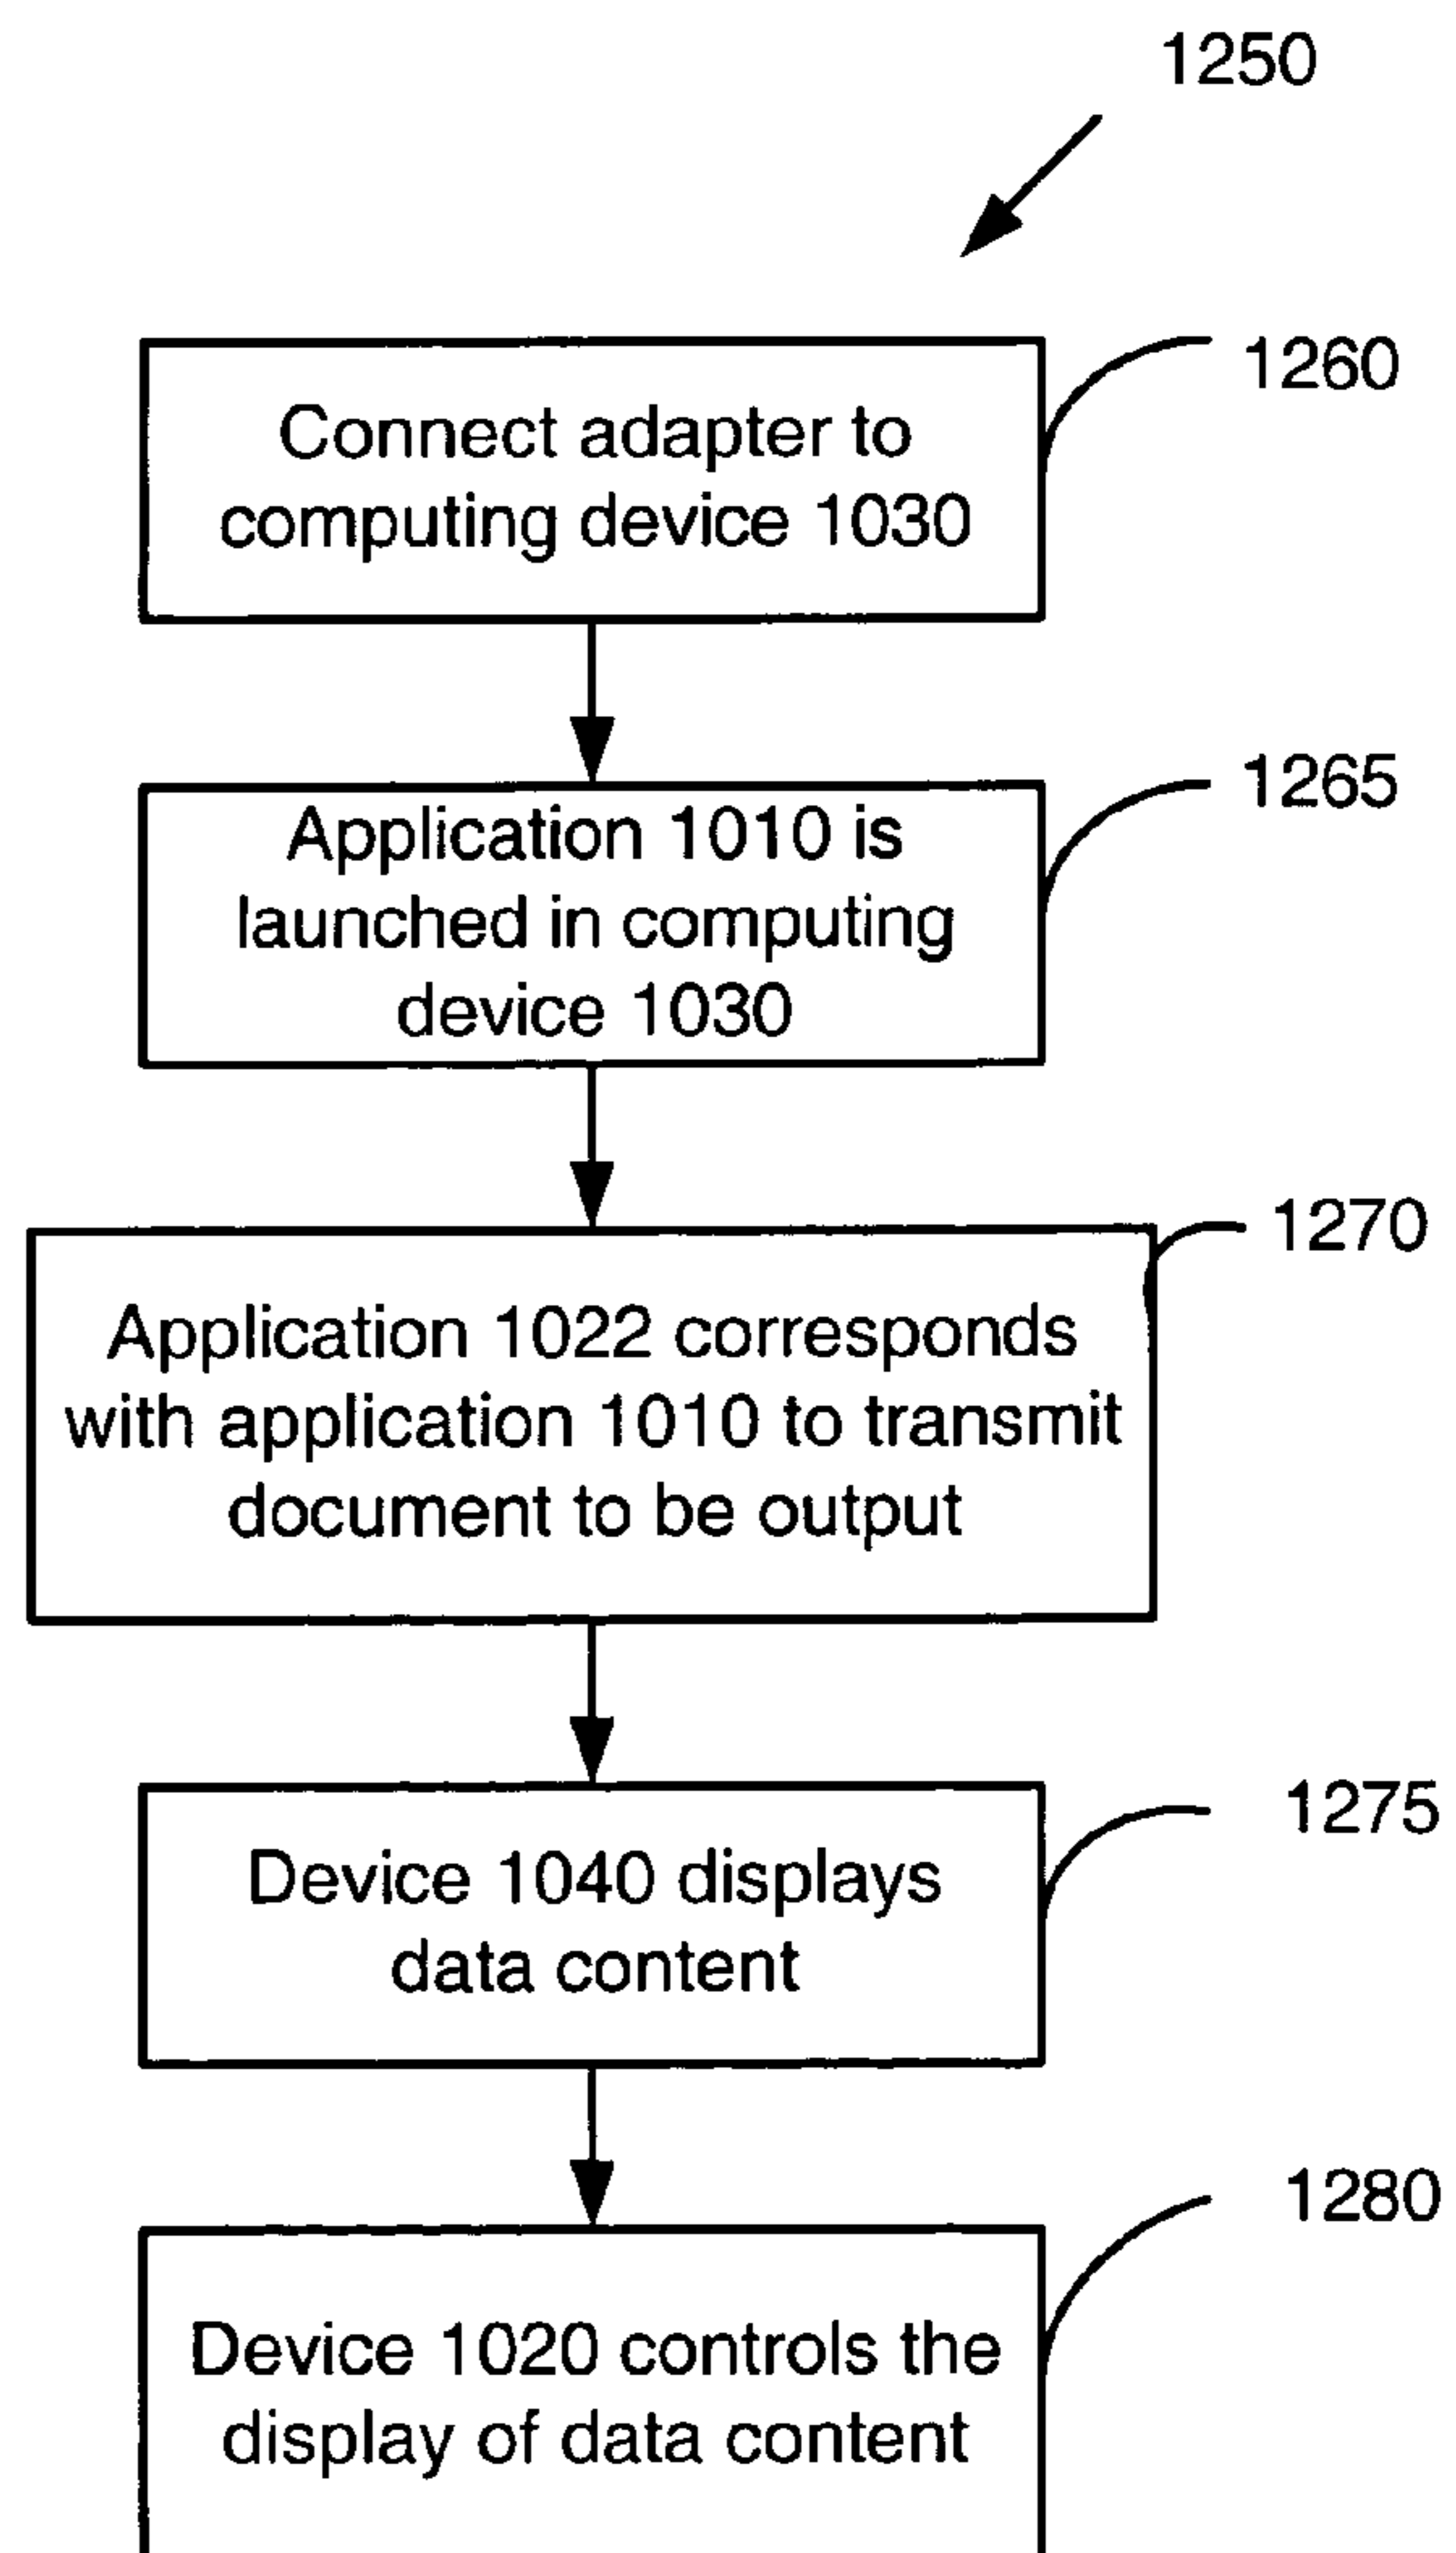 1250
1260
Connect adapter to
computing device 1030
1265
Application 1010 is
launched in computing
device 1030
1270
Application 1022 corresponds
with application 1010 to transmit
document to be output
1275
Device 1040 displays
data content
1280
Device 1020 controls the
display of data content